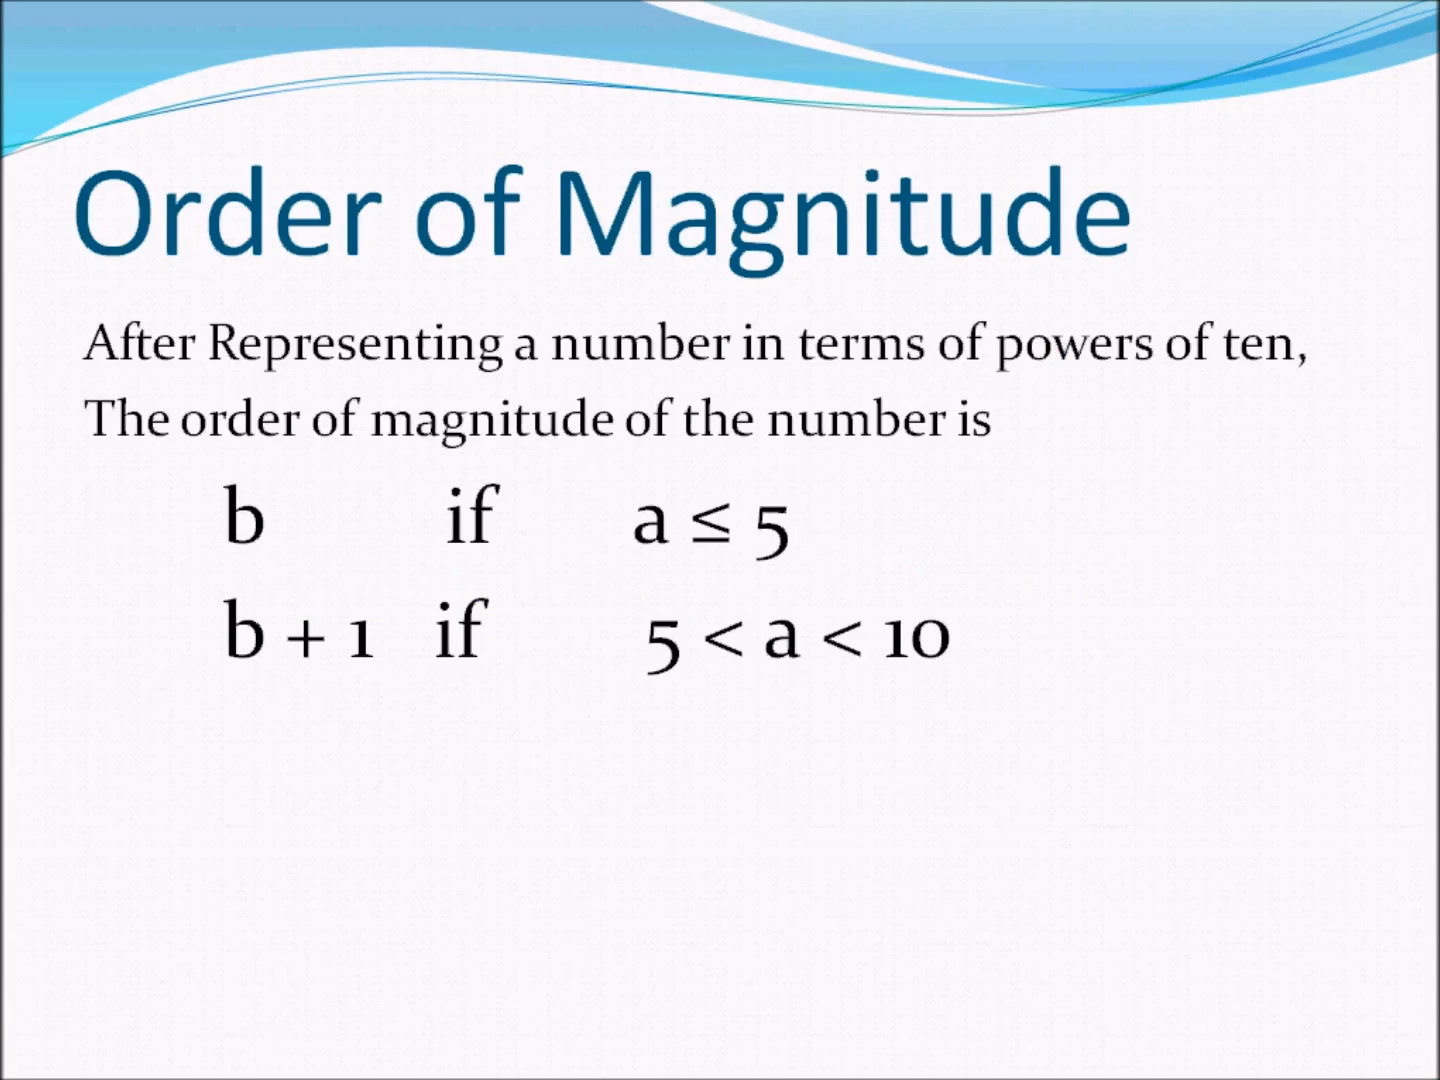 Order of Magnitude
After Representing a number in terms of powers of ten,
The order of magnitude of the number is
b if a ≤ 5
b + 1 if 5 < a < 10